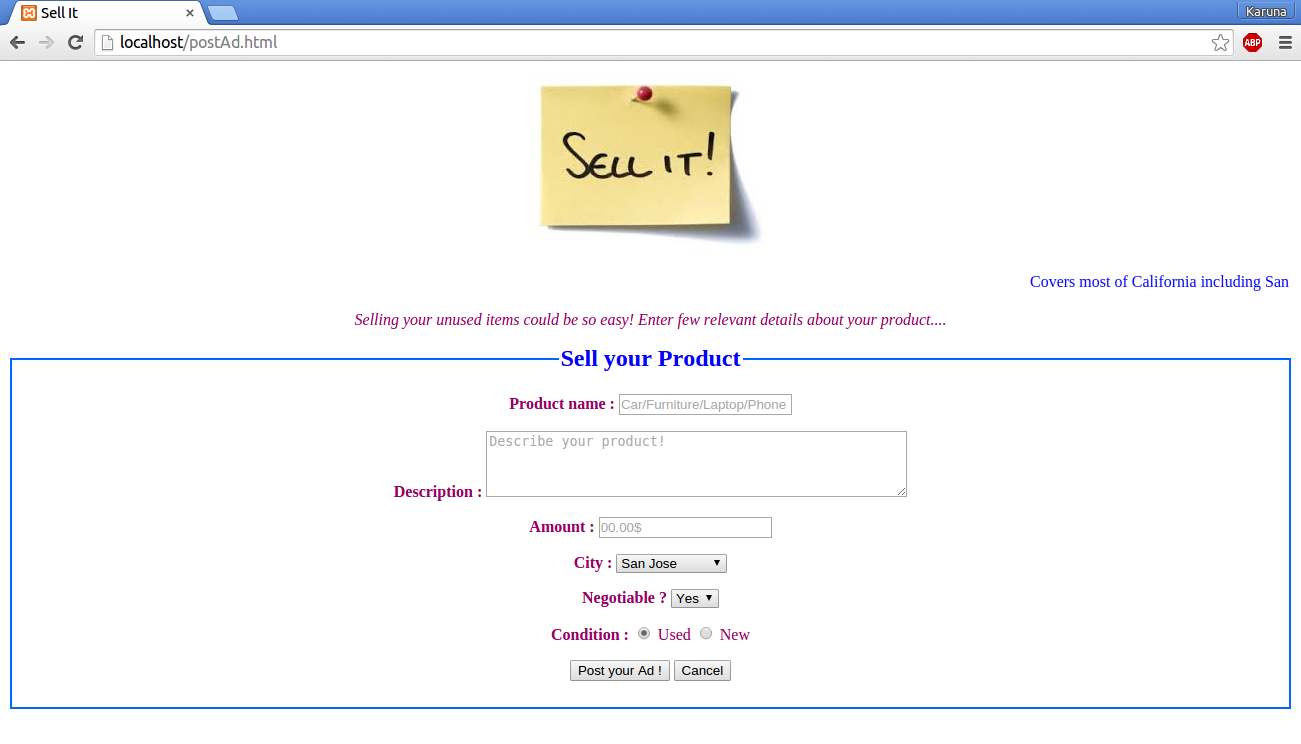 Sell It
Karuna
localhost/postAd.html
ABP
SELL IT!
Covers most of California including San
Selling your unused items could be so easy! Enter few relevant details about your product....
Sell your Product
Product name : Car/Furniture/Laptop/Phone
Describe your product!
Description :
Amount : 00.00$
City : San Jose
Negotiable ? Yes
Condition : Used New
Post your Ad ! Cancel